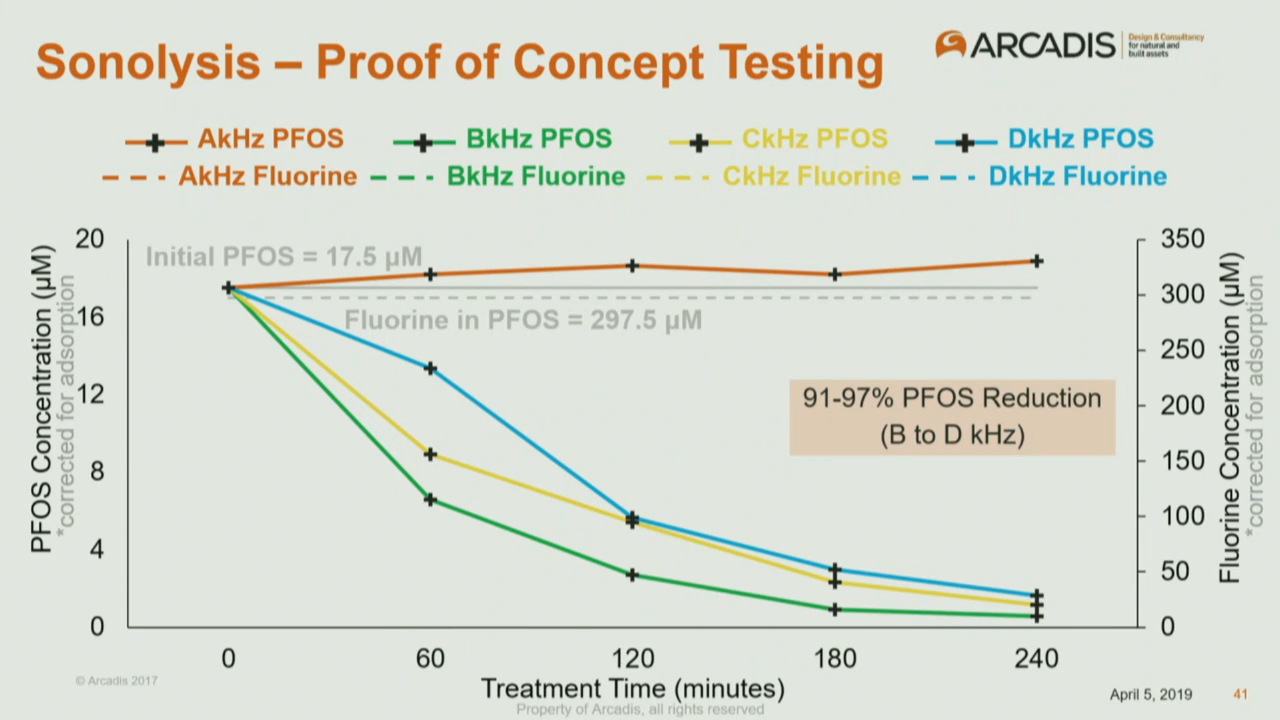 Sonolysis – Proof of Concept Testing
ARCADIS
Design & Consultancy
for natural and
built assets
AkHz PFOS
BkHz PFOS
CkHz PFOS
DkHz PFOS
AkHz Fluorine
BkHz Fluorine
CkHz Fluorine
DkHz Fluorine
PFOS Concentration (µM)
*corrected for adsorption
20
16
12
8
4
0
Initial PFOS = 17.5 µM
Fluorine in PFOS = 297.5 µM
91-97% PFOS Reduction
(B to D kHz)
350
300
250
200
150
100
50
0
Fluorine Concentration (µM)
*corrected for adsorption
0
60
120
180
240
Treatment Time (minutes)
© Arcadis 2017
Property of Arcadis, all rights reserved
April 5, 2019
41